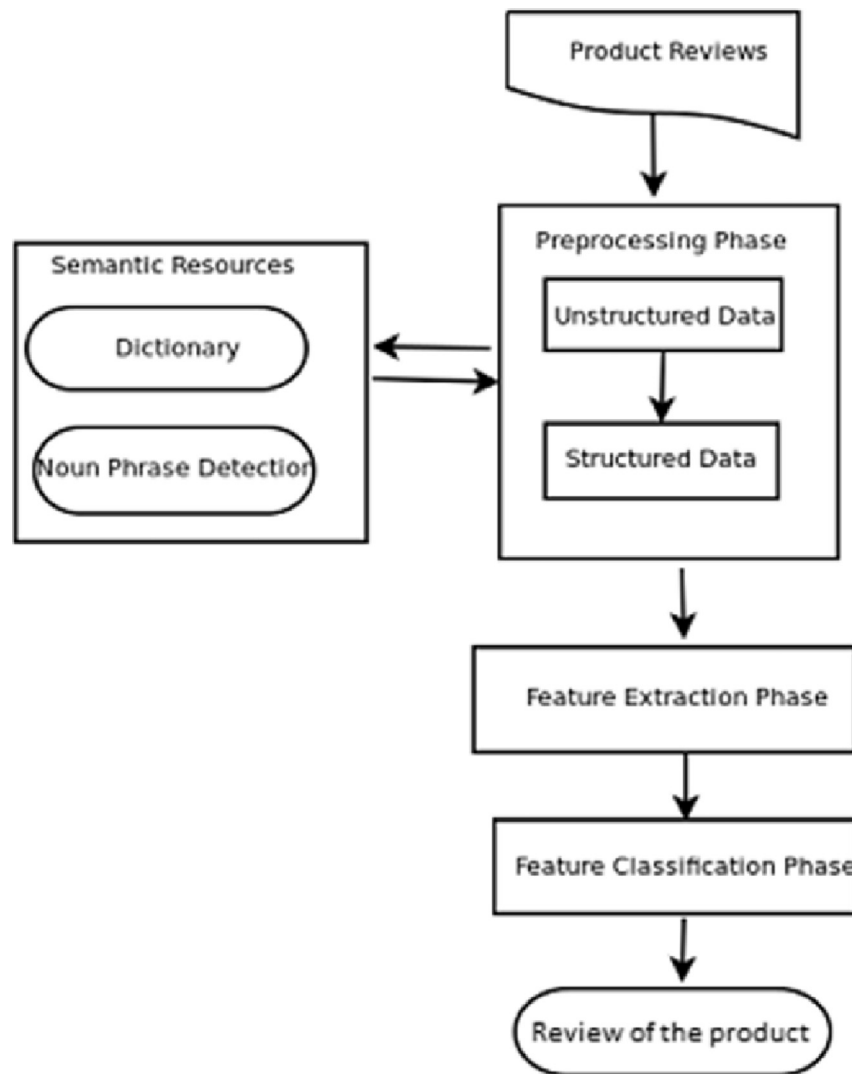 Product Reviews
Preprocessing Phase
Unstructured Data
Structured Data
Semantic Resources
Dictionary
Noun Phrase Detection
Feature Extraction Phase
Feature Classification Phase
Review of the product